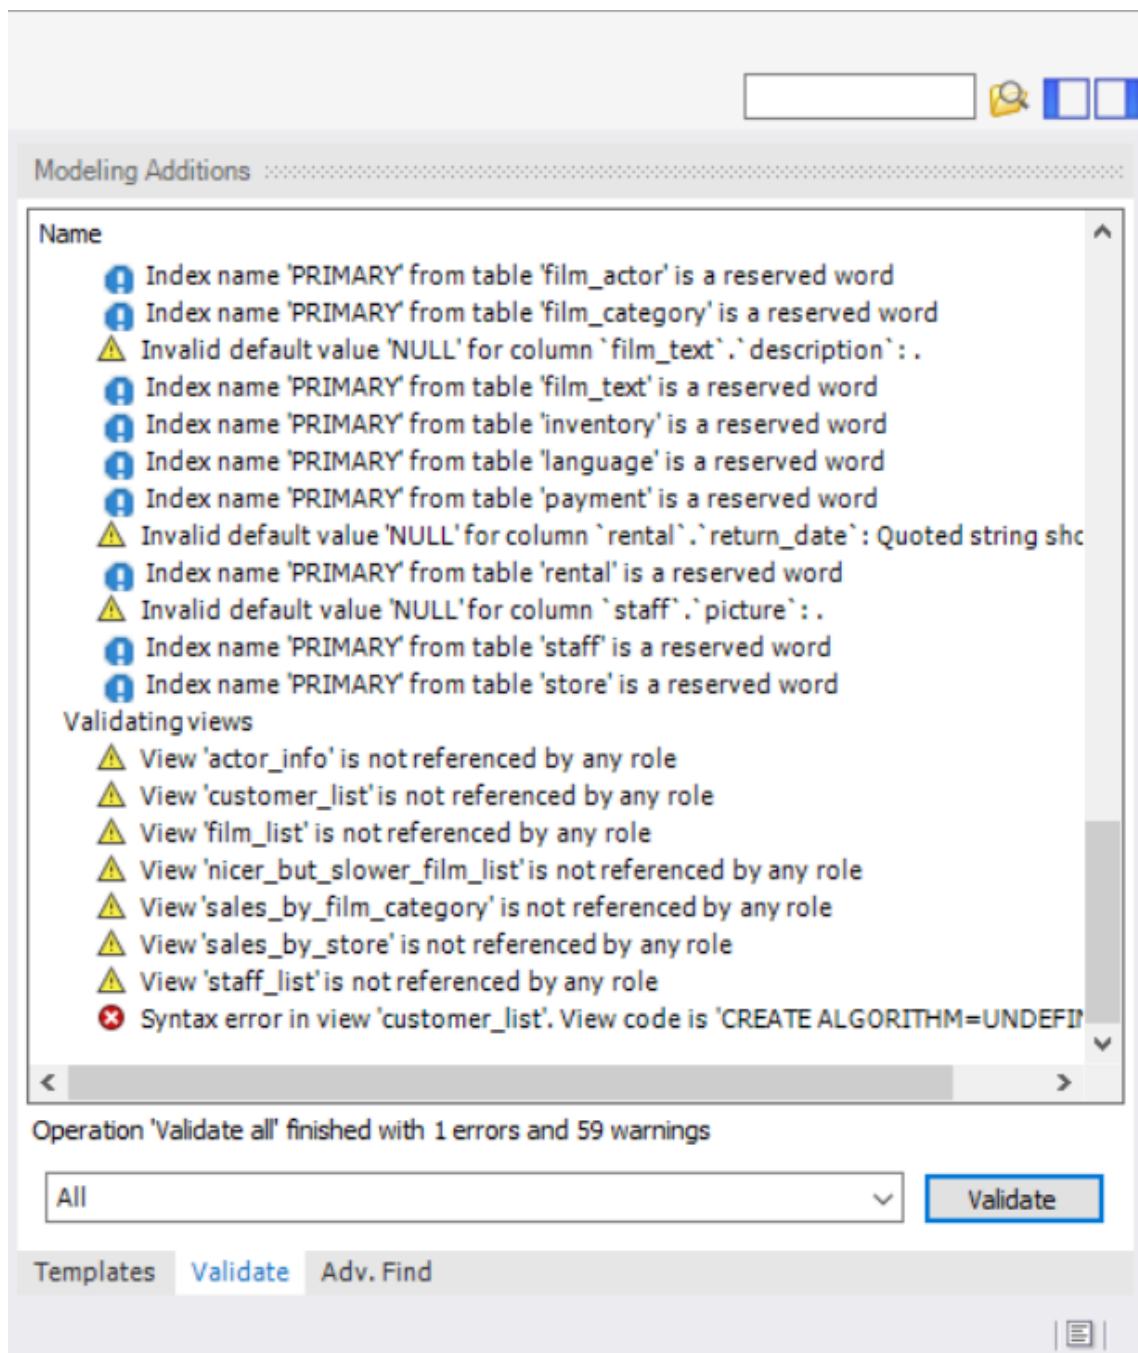 Modeling Additions
Name
Index name 'PRIMARY' from table 'film_actor' is a reserved word
Index name 'PRIMARY' from table 'film_category' is a reserved word
Invalid default value 'NULL' for column `film_text`.`description`: .
Index name 'PRIMARY' from table 'film_text' is a reserved word
Index name 'PRIMARY' from table 'inventory' is a reserved word
Index name 'PRIMARY' from table 'language' is a reserved word
Index name 'PRIMARY' from table 'payment' is a reserved word
Invalid default value 'NULL' for column `rental`.`return_date`: Quoted string sho
Index name 'PRIMARY' from table 'rental' is a reserved word
Invalid default value 'NULL' for column `staff`.`picture`: .
Index name 'PRIMARY' from table 'staff' is a reserved word
Index name 'PRIMARY' from table 'store' is a reserved word
Validating views
View 'actor_info' is not referenced by any role
View 'customer_list' is not referenced by any role
View 'film_list' is not referenced by any role
View 'nicer_but_slower_film_list' is not referenced by any role
View 'sales_by_film_category' is not referenced by any role
View 'sales_by_store' is not referenced by any role
View 'staff_list' is not referenced by any role
Syntax error in view 'customer_list'. View code is 'CREATE ALGORITHM=UNDEFIN
Operation 'Validate all' finished with 1 errors and 59 warnings
All
Validate
Templates Validate Adv. Find